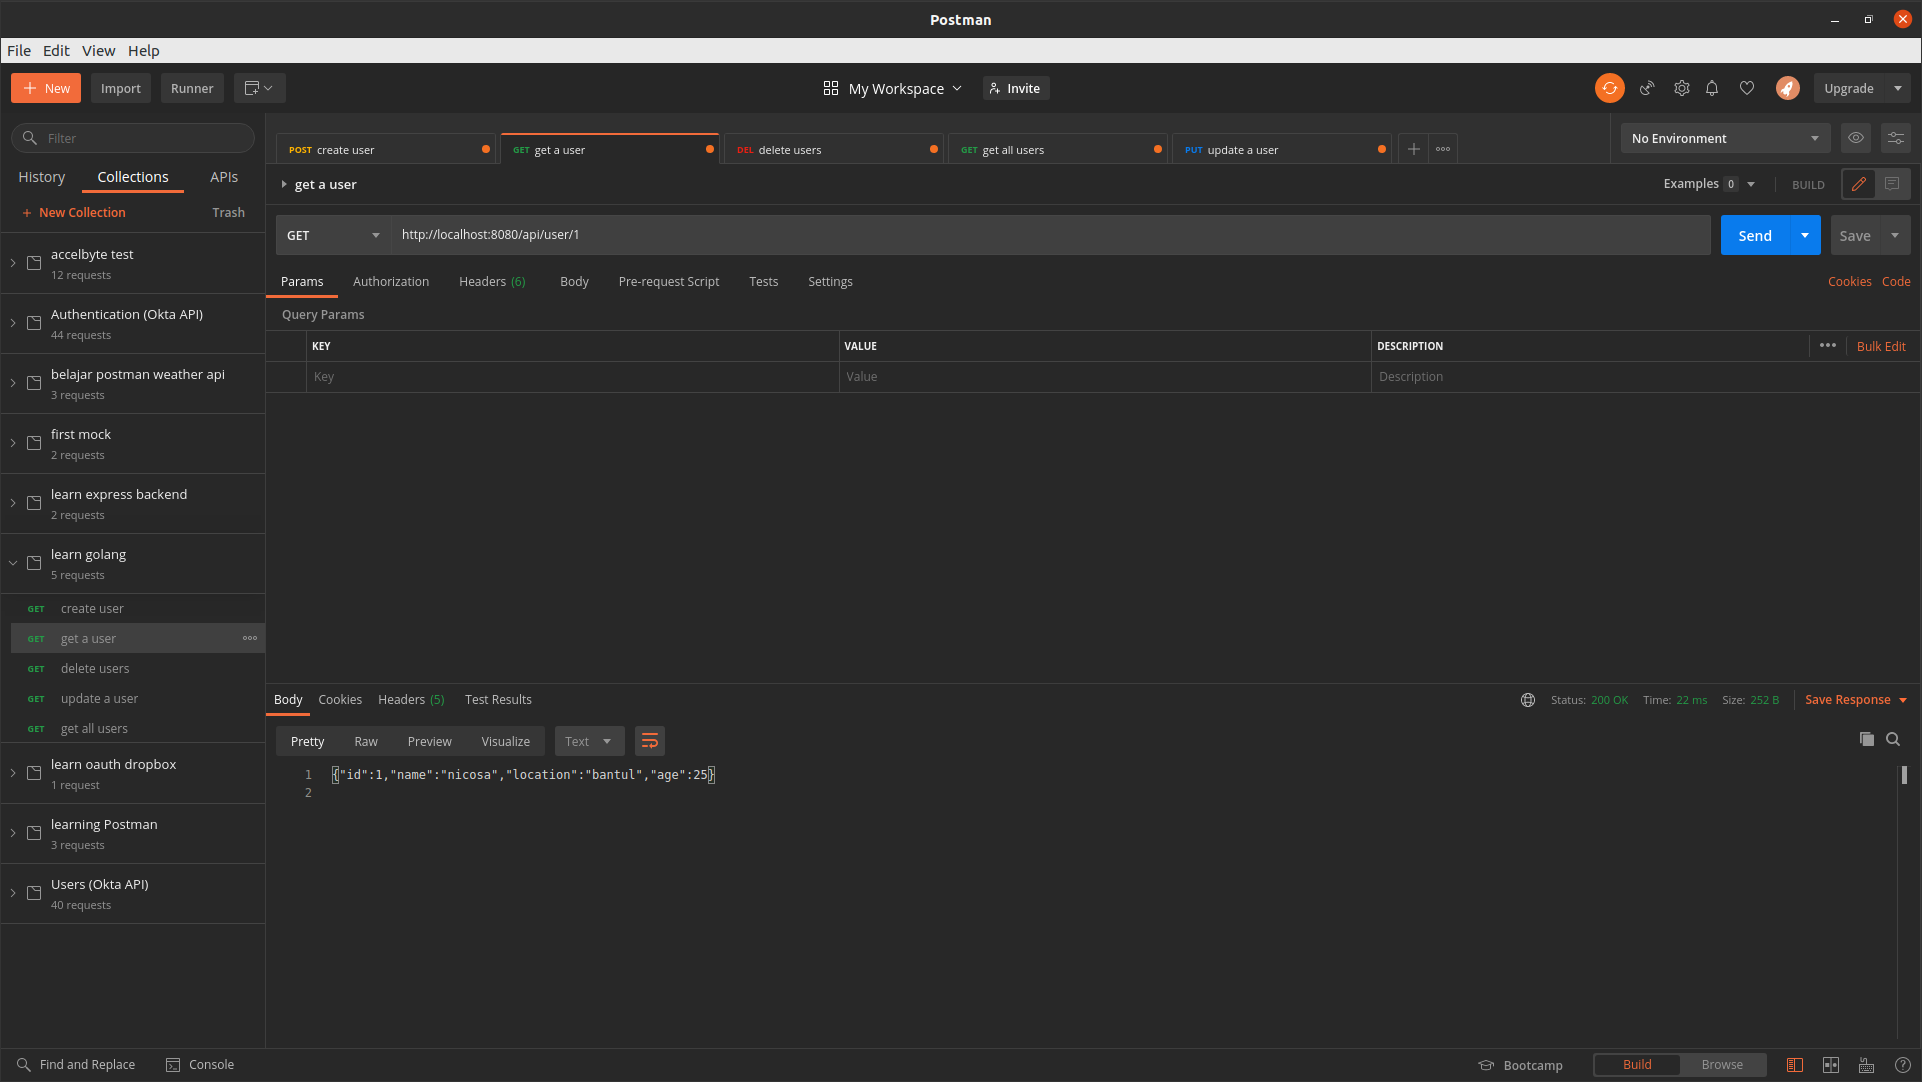 Postman
File Edit View Help
New Import Runner My Workspace Invite Upgrade
Filter
History Collections APIs
+ New Collection Trash
accelbyte test
12 requests
Authentication (Okta API)
44 requests
belajar postman weather api
3 requests
first mock
2 requests
learn express backend
2 requests
learn golang
5 requests
GET create user
GET get a user
GET delete users
GET update a user
GET get all users
learn oauth dropbox
1 request
learning Postman
3 requests
Users (Okta API)
40 requests
POST create user GET get a user DEL delete users GET get all users PUT update a user
No Environment
get a user Examples 0 BUILD
GET http://localhost:8080/api/user/1 Send Save
Params Authorization Headers (6) Body Pre-request Script Tests Settings Cookies Code
Query Params
KEY VALUE DESCRIPTION Bulk Edit
Key Value Description
Body Cookies Headers (5) Test Results Status: 200 OK Time: 22 ms Size: 252 B Save Response
Pretty Raw Preview Visualize Text
1 {"id":1,"name":"nicosa","location":"bantul","age":25}
2
Find and Replace Console Bootcamp Build Browse